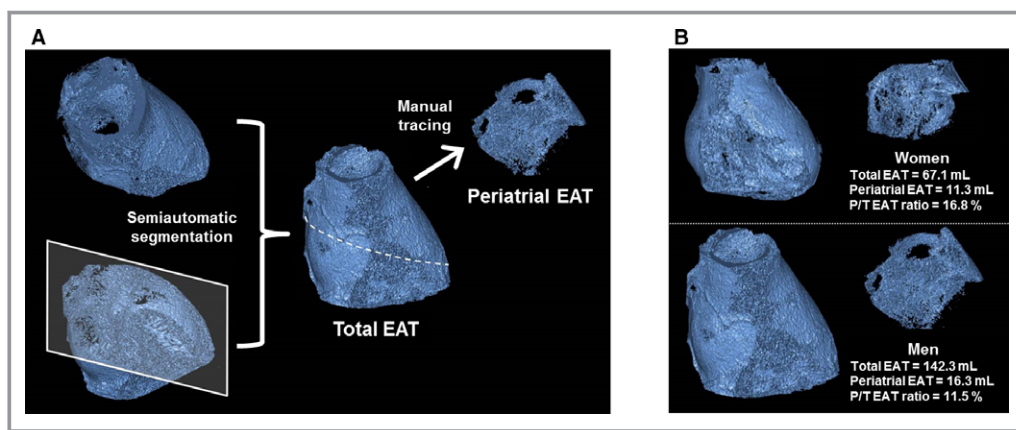 A
Semiautomatic
segmentation
Total EAT
Manual
tracing
Periatrial EAT
B
Women
Total EAT = 67.1 mL
Periatrial EAT = 11.3 mL
P/T EAT ratio = 16.8 %
Men
Total EAT = 142.3 mL
Periatrial EAT = 16.3 mL
P/T EAT ratio = 11.5 %